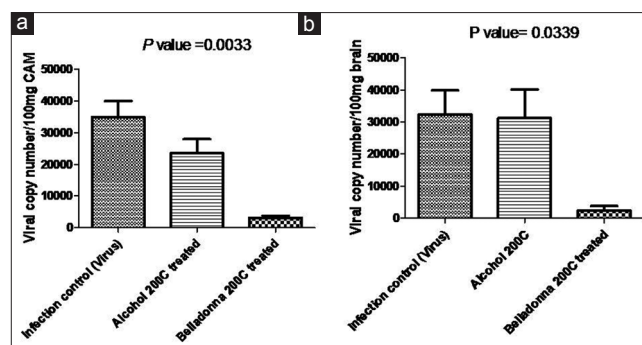 a
P value =0.0033
Viral copy number/100mg CAM
50000
40000
30000
20000
10000
0
Infection control (Virus)
Alcohol 200C treated
Belladonna 200C treated
b
P value= 0.0339
Viral copy number/100mg brain
50000
40000
30000
20000
10000
0
Infection control (Virus)
Alcohol 200C
Belladonna 200C treated